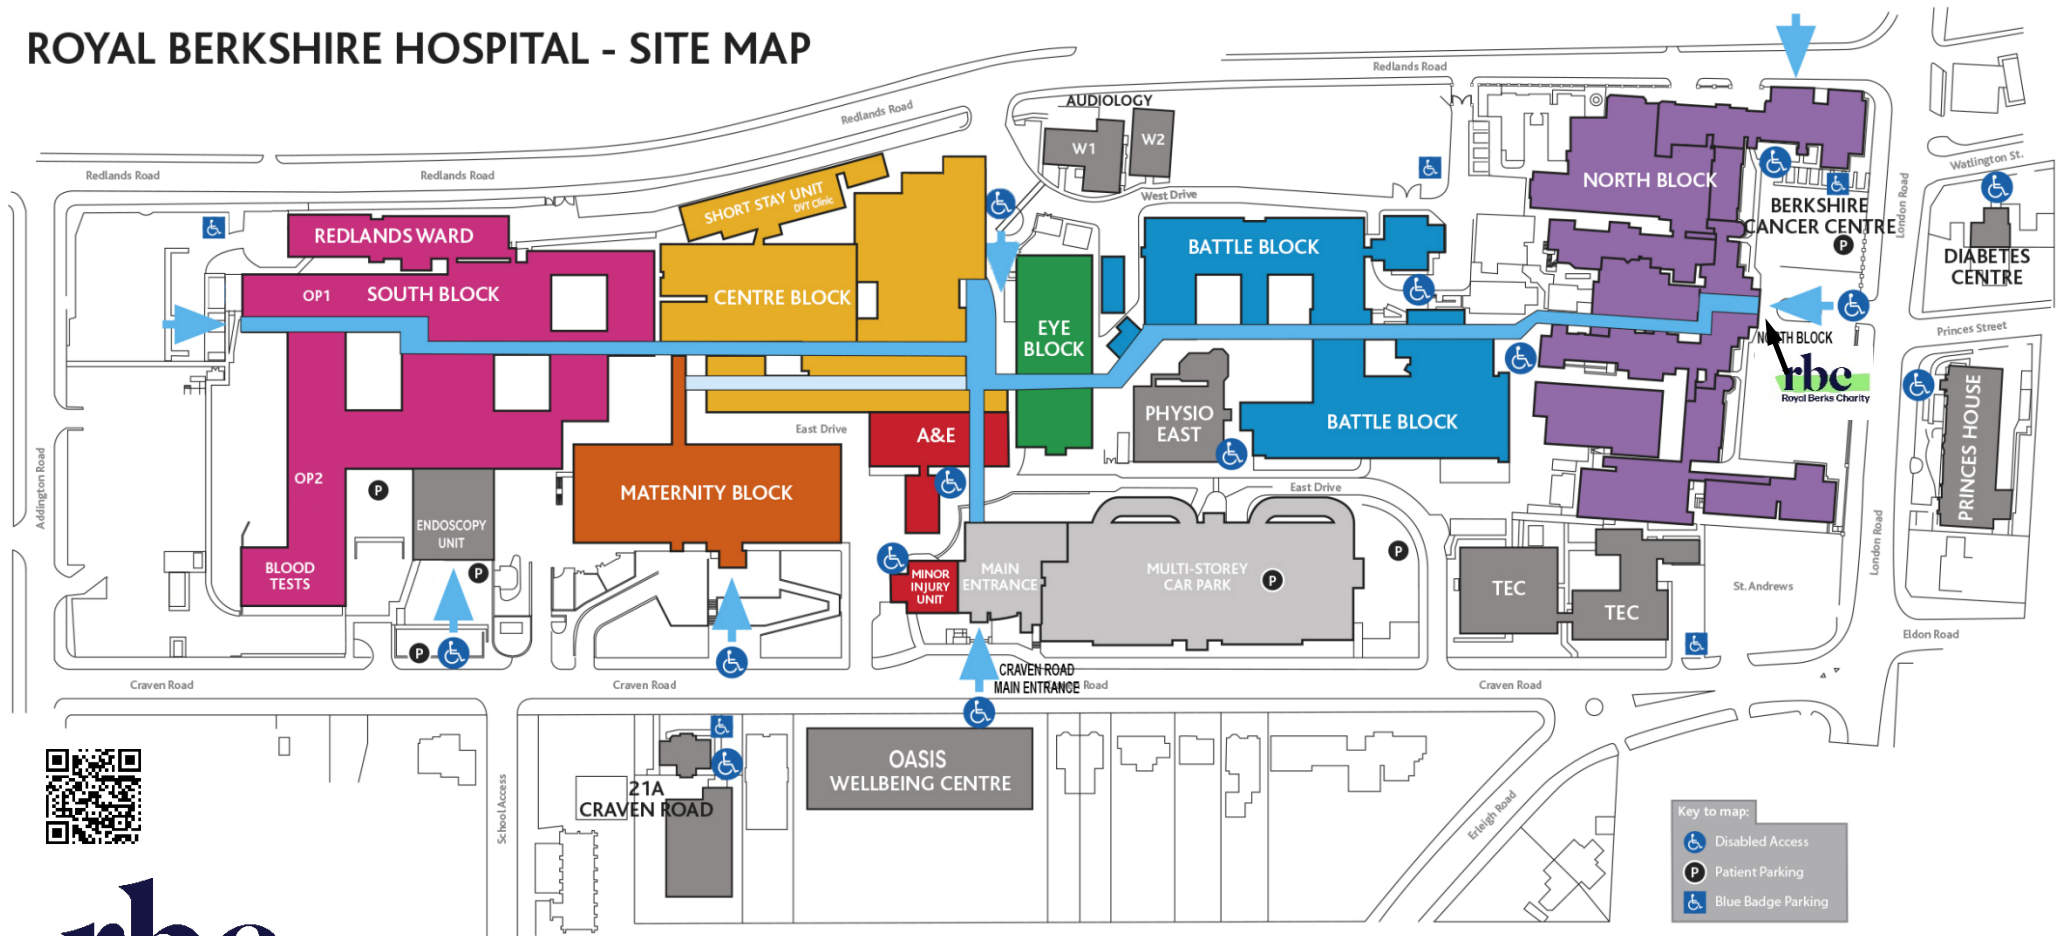 ROYAL BERKSHIRE HOSPITAL - SITE MAP
Redlands Road
Redlands Road
Redlands Road
Redlands Road
AUDIOLOGY
W1
W2
West Drive
Watlington St.
London Road
SHORT STAY UNIT
DVT Clinic
REDLANDS WARD
OP1
SOUTH BLOCK
CENTRE BLOCK
EYE
BLOCK
BATTLE BLOCK
NORTH BLOCK
BERKSHIRE
CANCER CENTRE
P
DIABETES
CENTRE
Princes Street
NORTH BLOCK
rbc
Royal Berks Charity
PHYSIO
EAST
BATTLE BLOCK
PRINCES HOUSE
A&E
East Drive
Addington Road
OP2
P
ENDOSCOPY
UNIT
MATERNITY BLOCK
East Drive
BLOOD
TESTS
P
P
MINOR
INJURY
UNIT
MAIN
ENTRANCE
MULTI-STOREY
CAR PARK
P
P
TEC
TEC
St. Andrews
London Road
Eldon Road
Craven Road
Craven Road
CRAVEN ROAD
MAIN ENTRANCE
Road
Craven Road
School Access
21A
CRAVEN ROAD
OASIS
WELLBEING CENTRE
Erleigh Road
Key to map:
Disabled Access
P Patient Parking
Blue Badge Parking
rbc